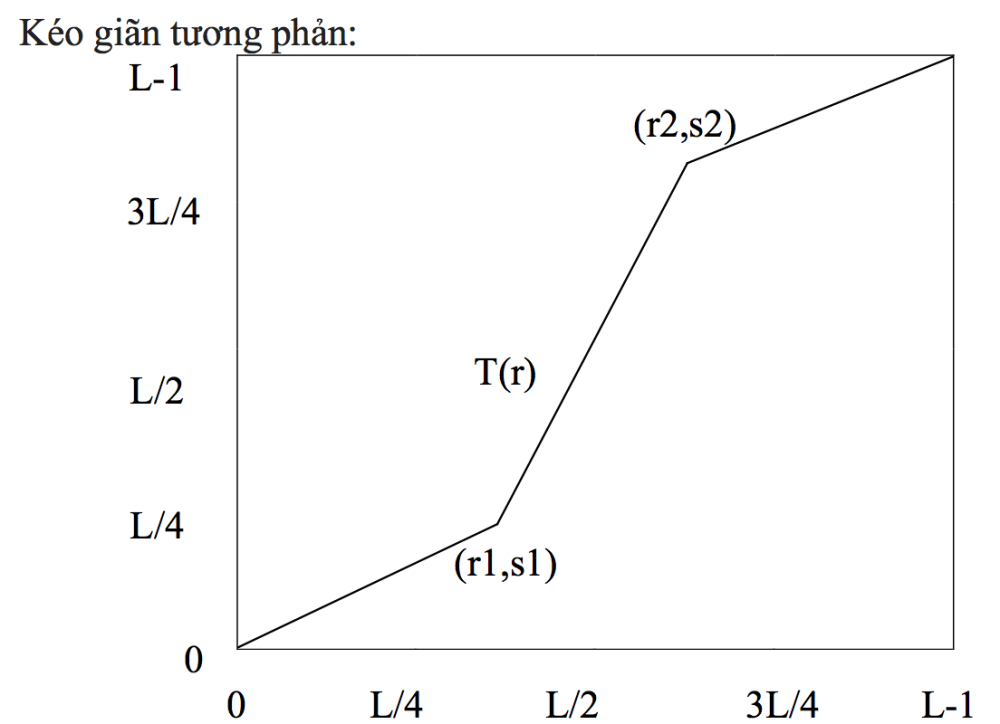 Kéo giãn tương phản:
L-1
(r2,s2)
3L/4
T(r)
L/2
L/4
(r1,s1)
0
0 L/4 L/2 3L/4 L-1